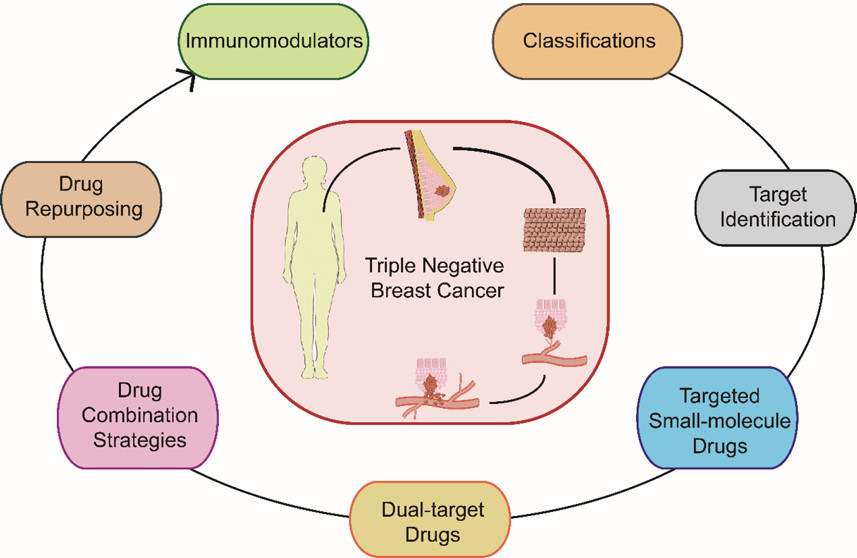 Immunomodulators
Classifications
Drug
Repurposing
Target
Identification
Triple Negative
Breast Cancer
Drug
Combination
Strategies
Targeted
Small-molecule
Drugs
Dual-target
Drugs